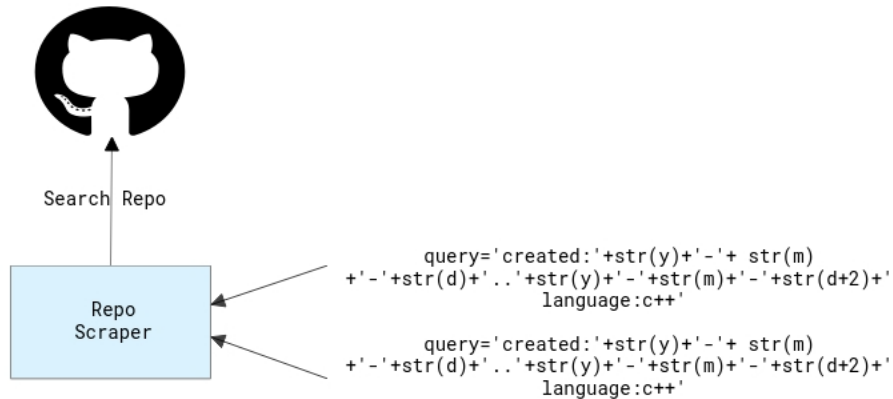 Search Repo
Repo
Scraper
query='created:'+str(y)+'-'+ str(m)
+'-'+str(d)+'..'+str(y)+'-'+str(m)+'-'+str(d+2)+'
language:c++'
query='created:'+str(y)+'-'+ str(m)
+'-'+str(d)+'..'+str(y)+'-'+str(m)+'-'+str(d+2)+'
language:c++'